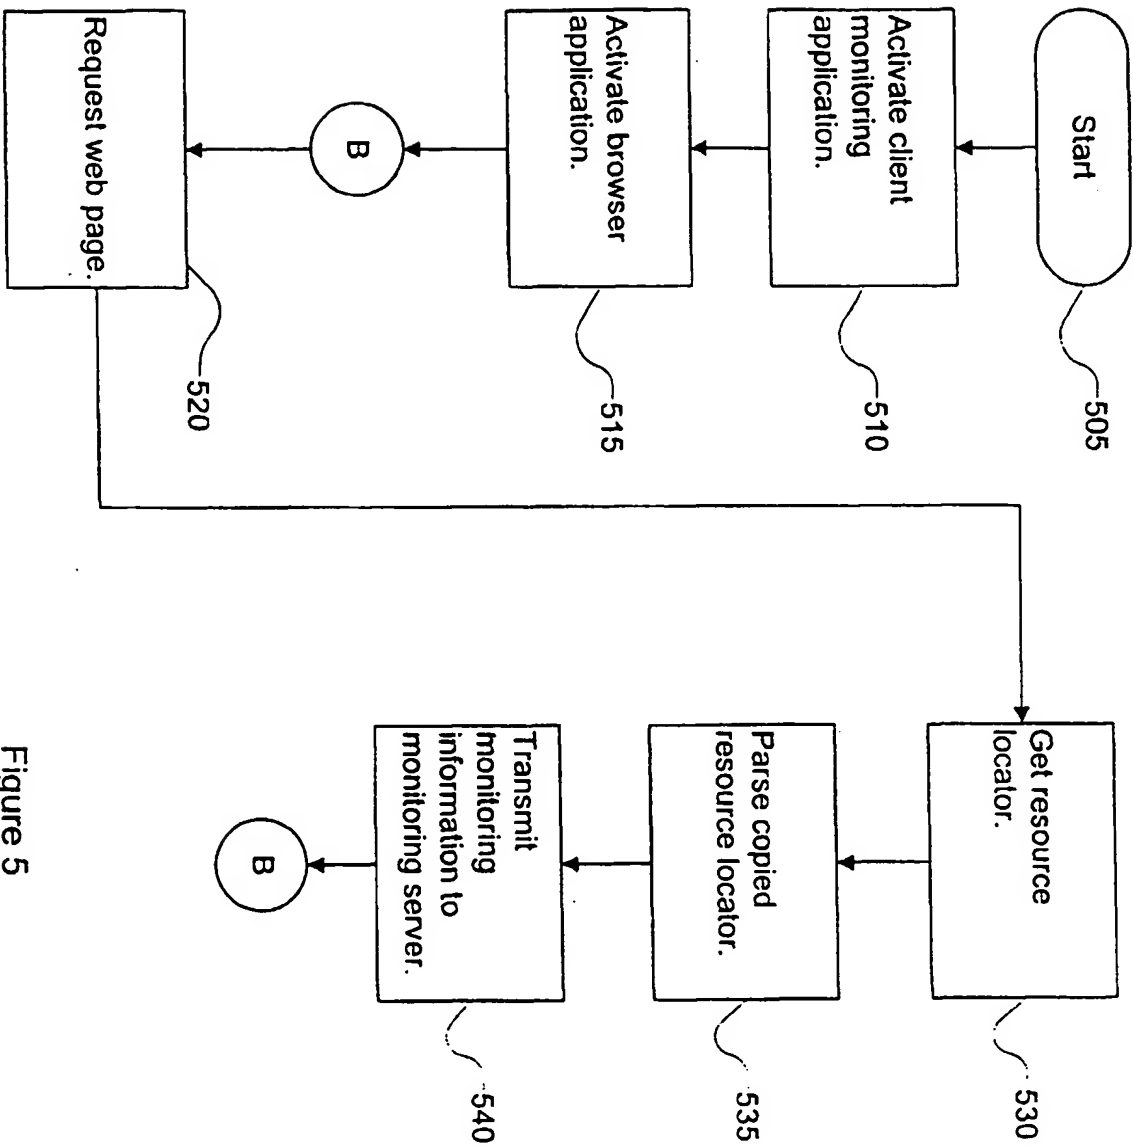 Start
505
Activate client
monitoring
application.
510
Activate browser
application.
515
B
Request web page.
520
Get resource
locator.
530
Parse copied
resource locator.
535
Transmit
monitoring
information to
monitoring server.
540
B
Figure 5